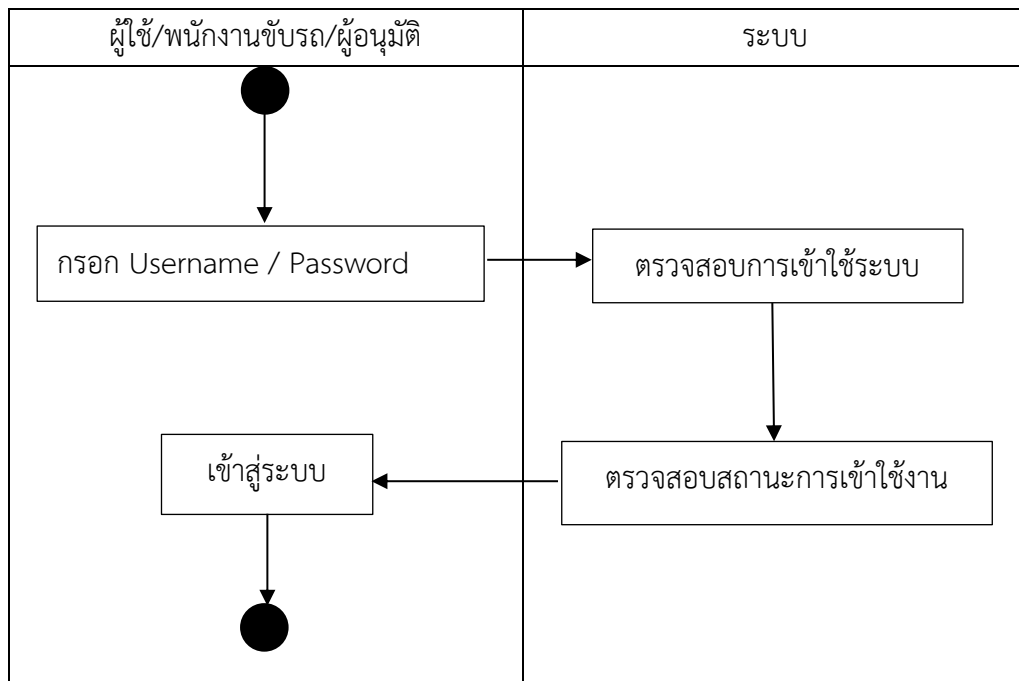 ผู้ใช้/พนักงานขับรถ/ผู้อนุมัติ
ระบบ
กรอก Username / Password
ตรวจสอบการเข้าใช้ระบบ
เข้าสู่ระบบ
ตรวจสอบสถานะการเข้าใช้งาน